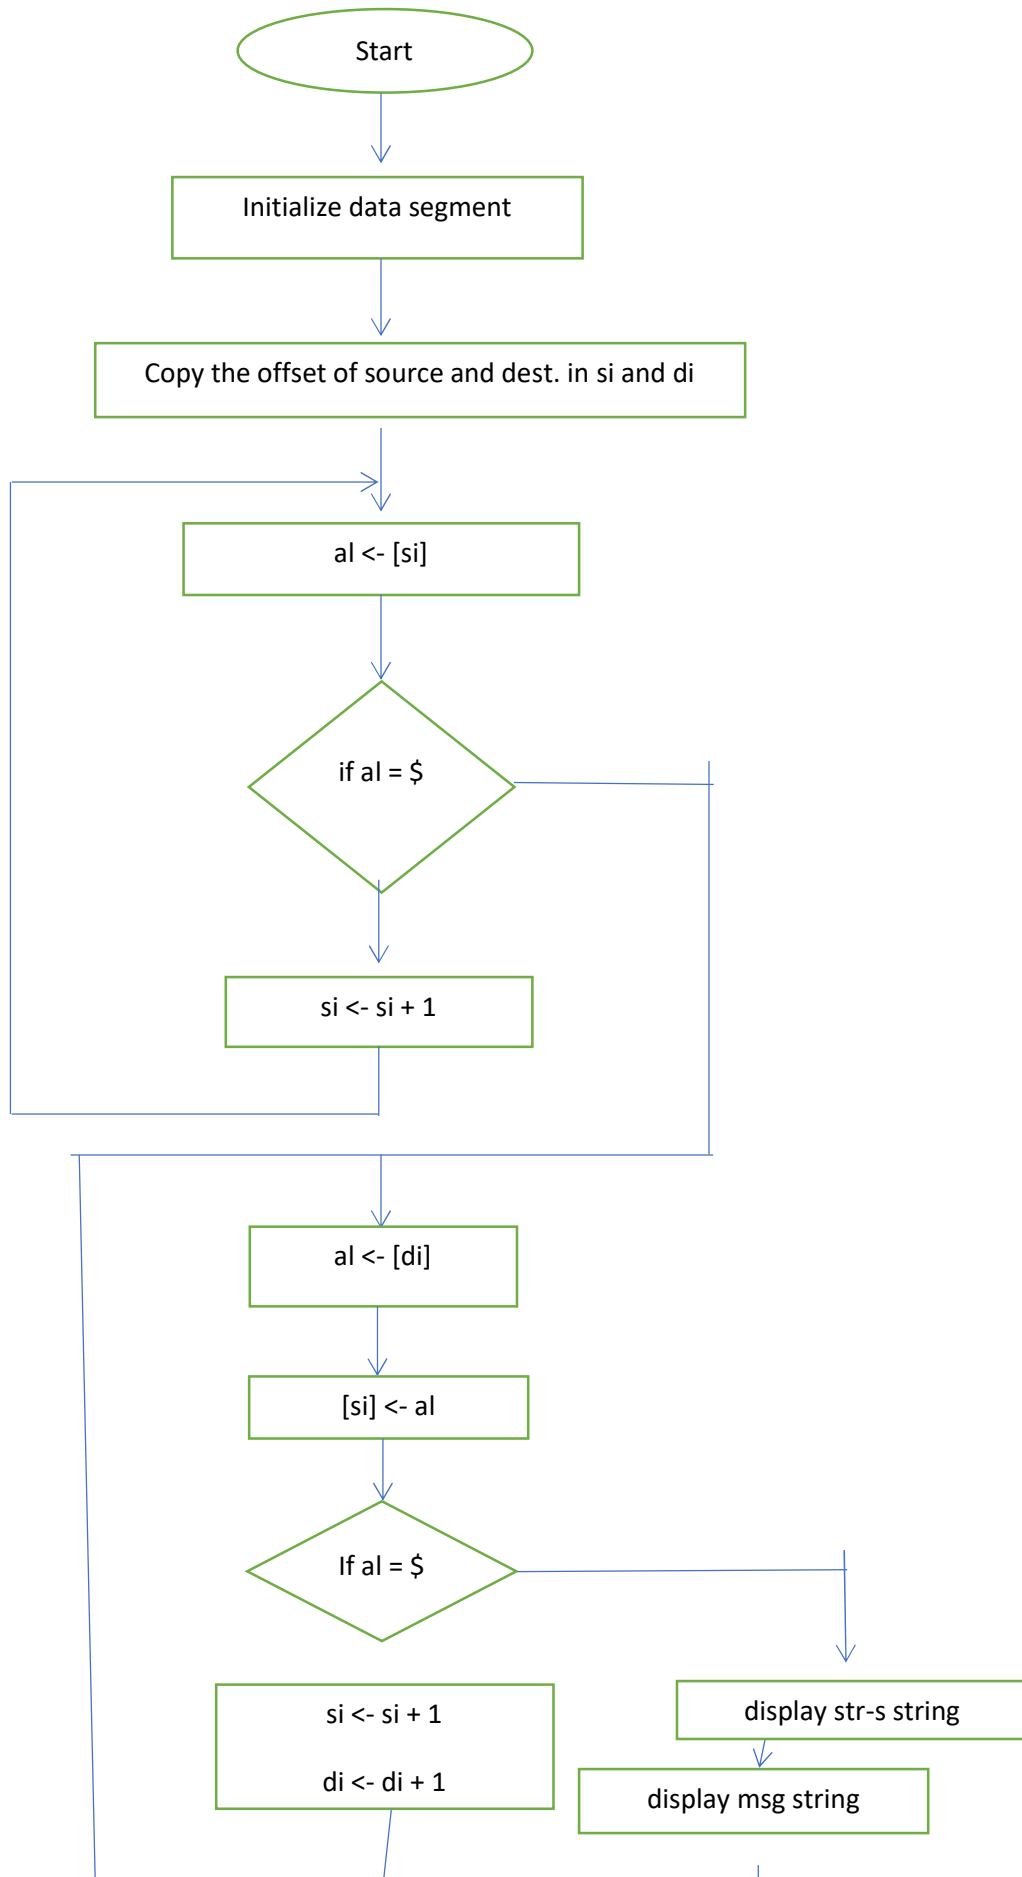 Start
Initialize data segment
Copy the offset of source and dest. in si and di
al <- [si]
if al = $
si <- si + 1
al <- [di]
[si] <- al
If al = $
si <- si + 1
di <- di + 1
display str-s string
display msg string